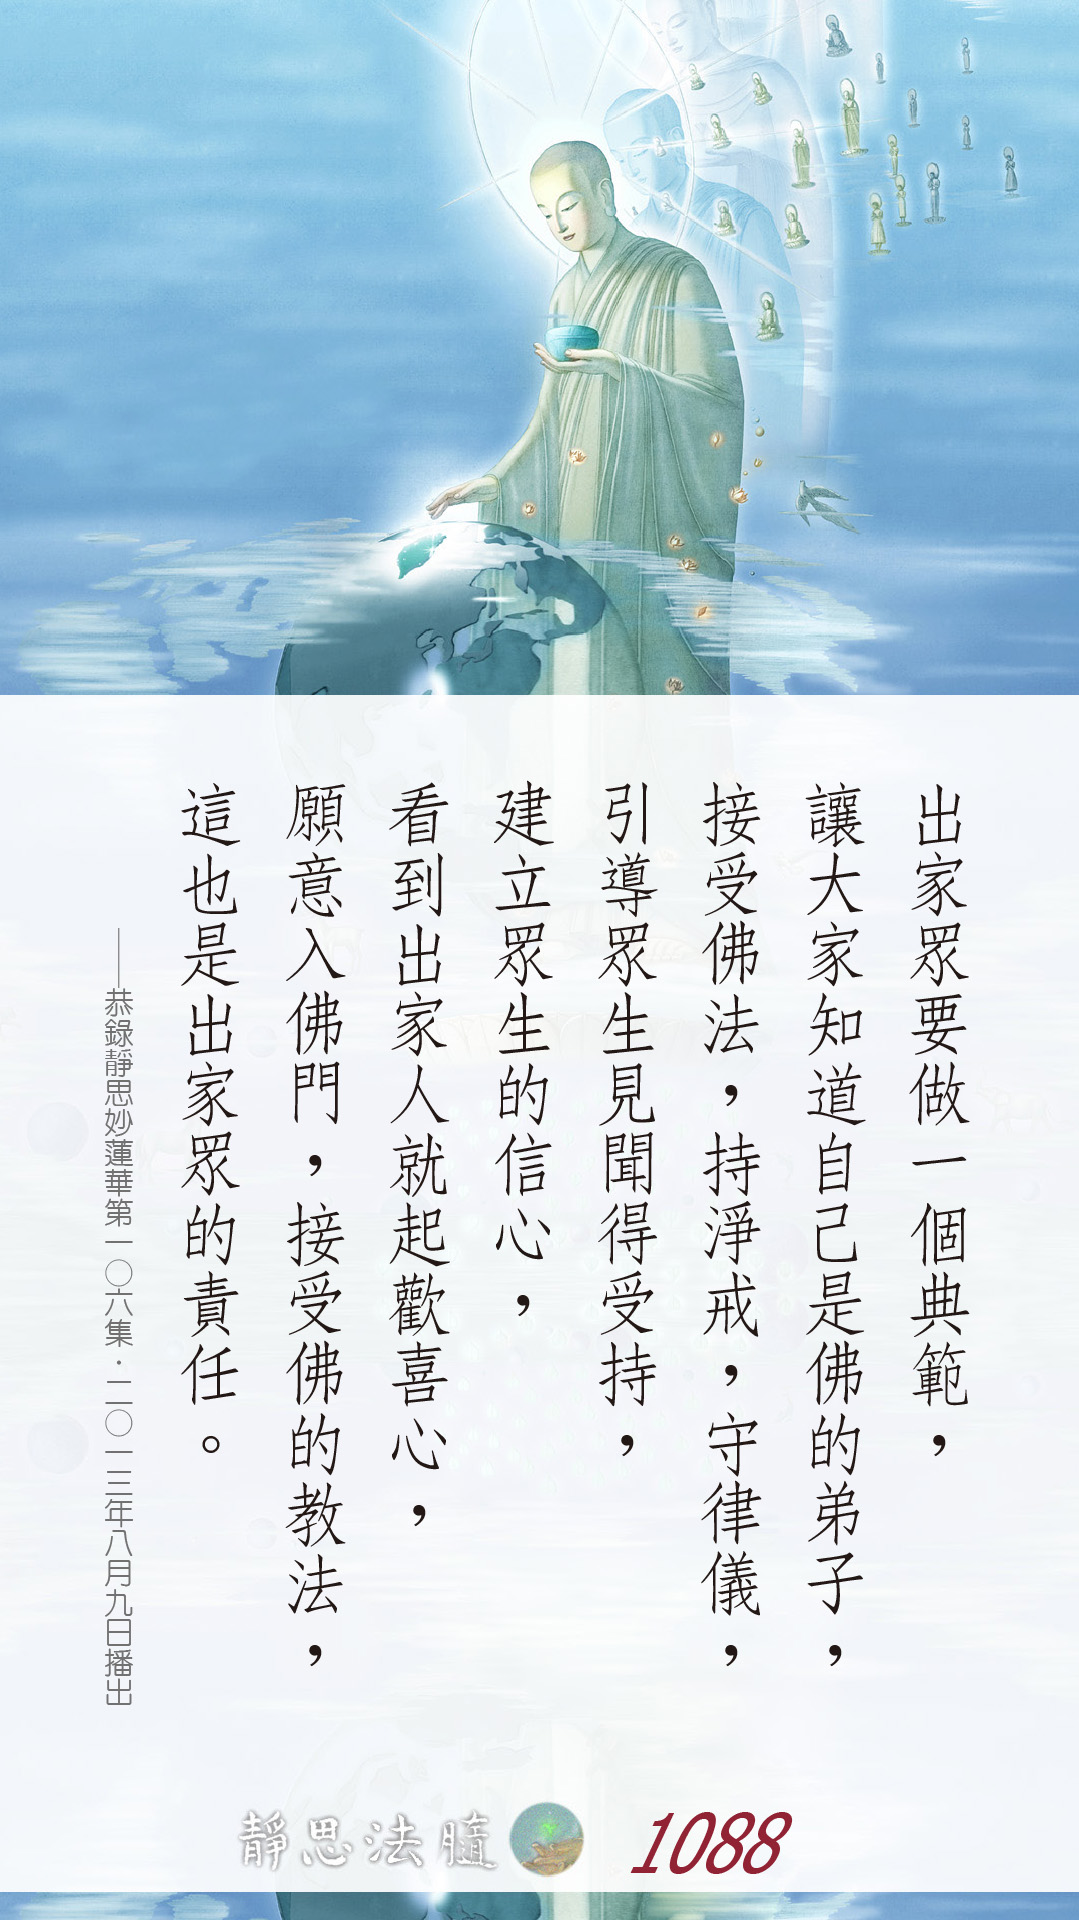 出家眾要做一個典範，
讓大家知道自己是佛的弟子，
接受佛法，持淨戒，守律儀，
引導眾生見聞得受持，
建立眾生的信心，
看到出家人就起歡喜心，
願意入佛門，接受佛的教法，
這也是出家眾的責任。
——恭錄靜思妙蓮華第一〇六集·二〇一三年八月九日播出
靜思法髓 1088